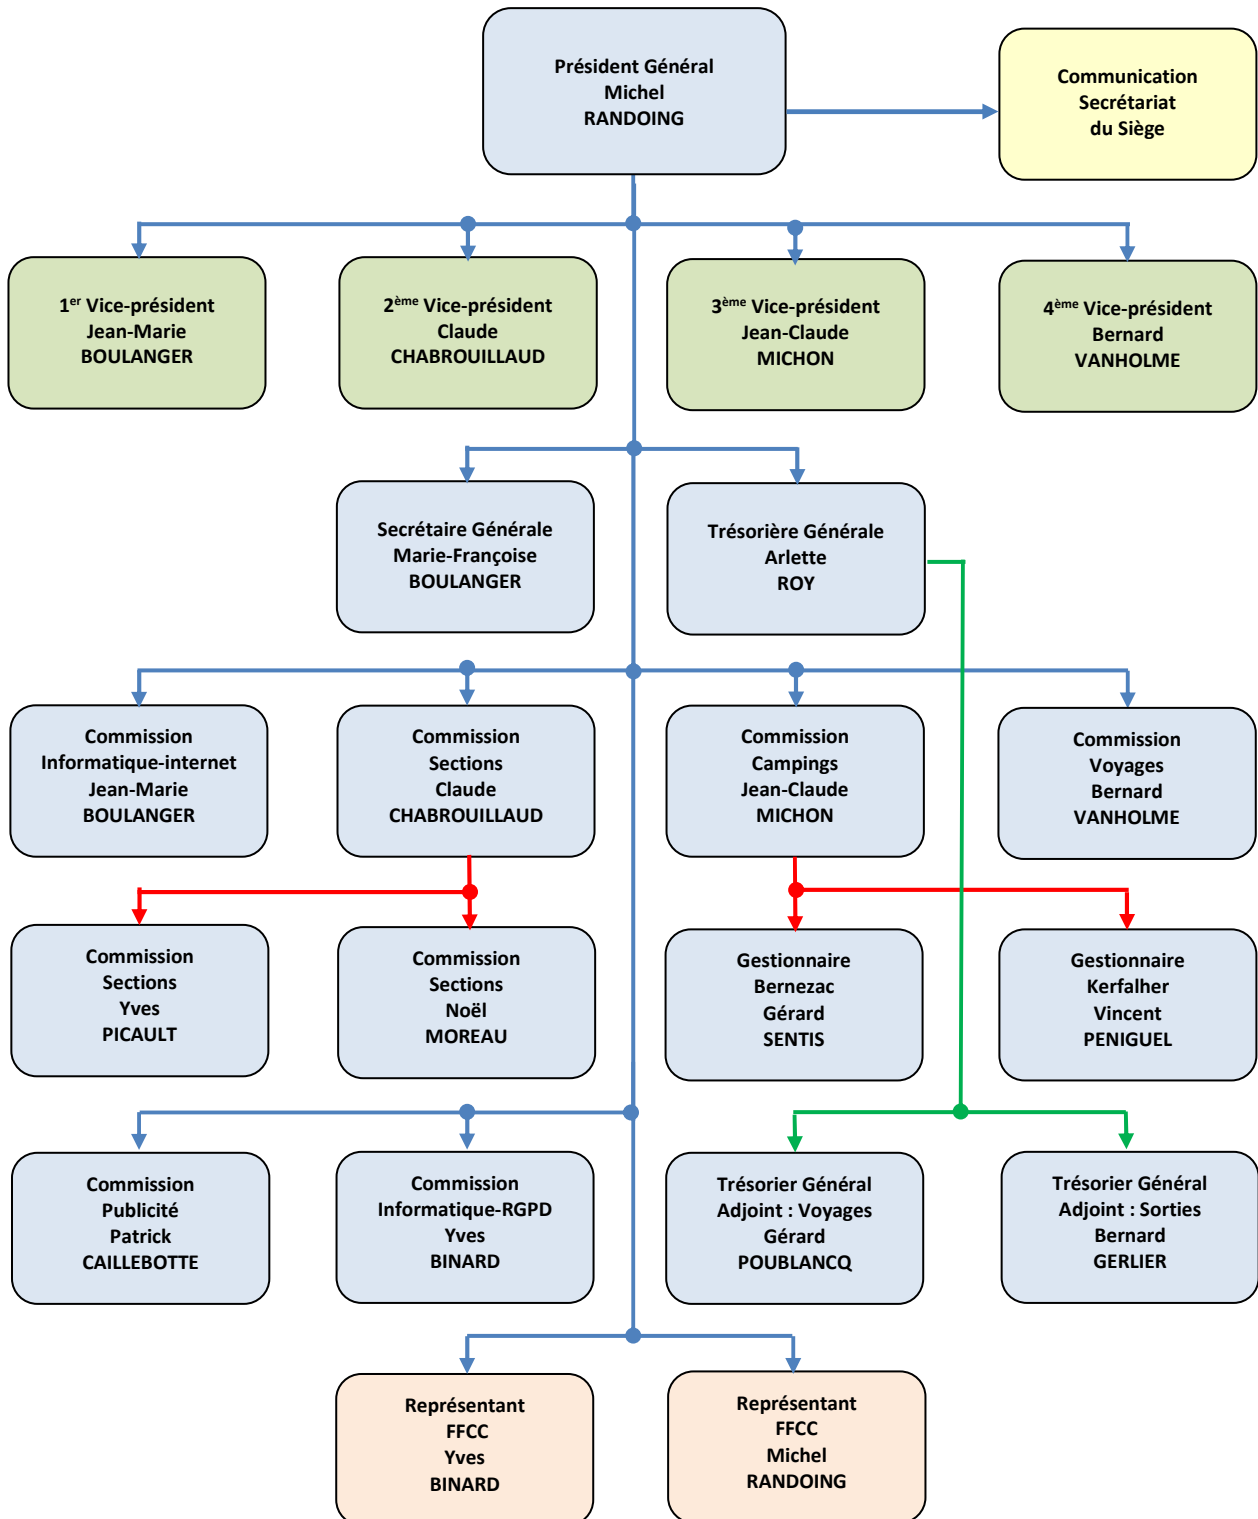 Président Général
Michel
RANDOING
Communication
Secrétariat
du Siège
1er Vice-président
Jean-Marie
BOULANGER
2ème Vice-président
Claude
CHABROUILLAUD
3ème Vice-président
Jean-Claude
MICHON
4ème Vice-président
Bernard
VANHOLME
Secrétaire Générale
Marie-Françoise
BOULANGER
Trésorière Générale
Arlette
ROY
Commission
Informatique-internet
Jean-Marie
BOULANGER
Commission
Sections
Claude
CHABROUILLAUD
Commission
Campings
Jean-Claude
MICHON
Commission
Voyages
Bernard
VANHOLME
Commission
Sections
Yves
PICAULT
Commission
Sections
Noël
MOREAU
Gestionnaire
Bernezac
Gérard
SENTIS
Gestionnaire
Kerfalher
Vincent
PENIGUEL
Commission
Publicité
Patrick
CAILLEBOTTE
Commission
Informatique-RGPD
Yves
BINARD
Trésorier Général
Adjoint : Voyages
Gérard
POUBLANCQ
Trésorier Général
Adjoint : Sorties
Bernard
GERLIER
Représentant
FFCC
Yves
BINARD
Représentant
FFCC
Michel
RANDOING